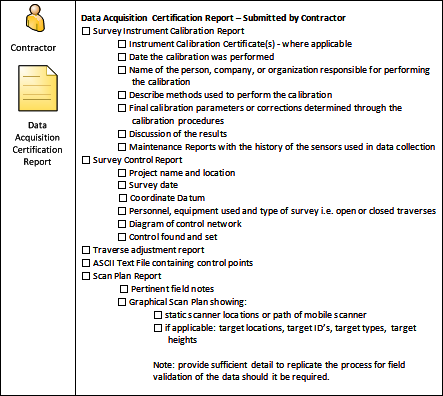 Contractor
Data
Acquisition
Certification
Report
Data Acquisition Certification Report – Submitted by Contractor
Survey Instrument Calibration Report
Instrument Calibration Certificate(s) - where applicable
Date the calibration was performed
Name of the person, company, or organization responsible for performing
the calibration
Describe methods used to perform the calibration
Final calibration parameters or corrections determined through the
calibration procedures
Discussion of the results
Maintenance Reports with the history of the sensors used in data collection
Survey Control Report
Project name and location
Survey date
Coordinate Datum
Personnel, equipment used and type of survey i.e. open or closed traverses
Diagram of control network
Control found and set
Traverse adjustment report
ASCII Text File containing control points
Scan Plan Report
Pertinent field notes
Graphical Scan Plan showing:
static scanner locations or path of mobile scanner
if applicable: target locations, target ID's, target types, target
heights
Note: provide sufficient detail to replicate the process for field
validation of the data should it be required.